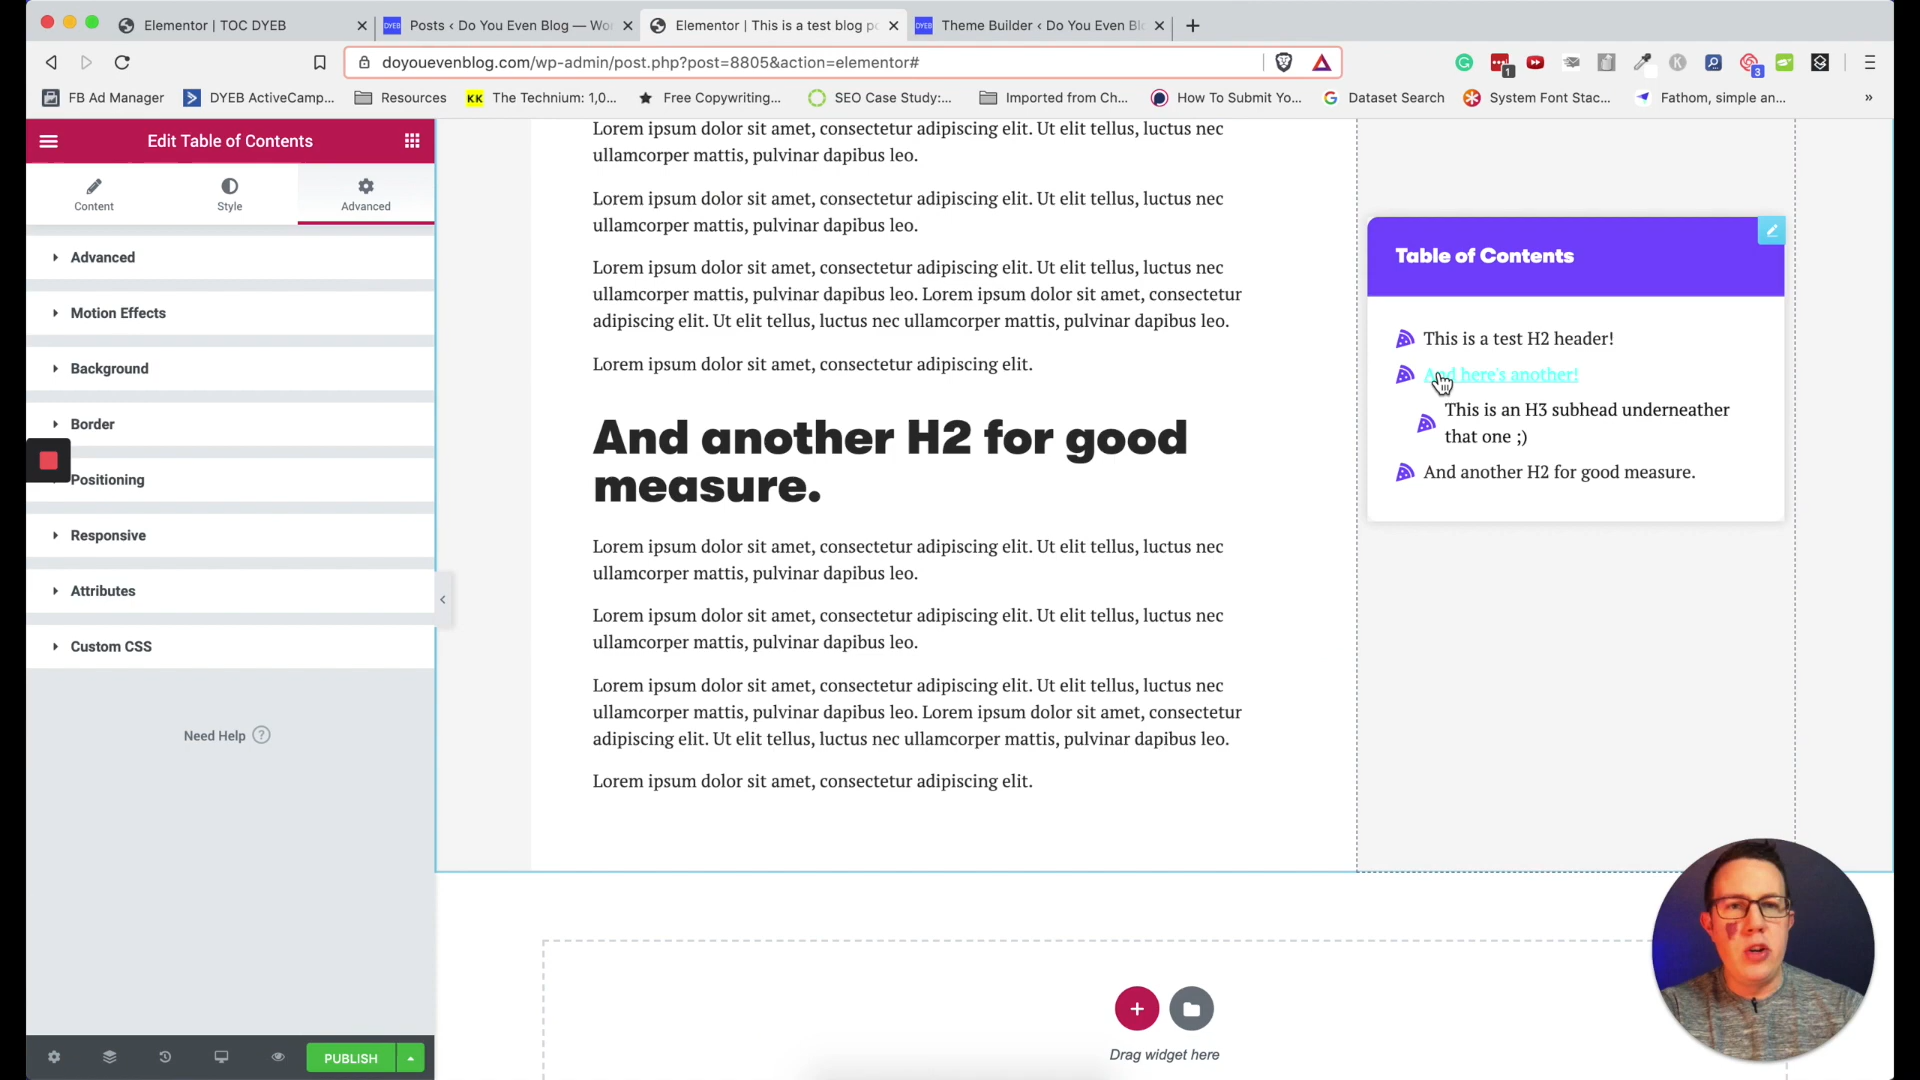 Elementor | TOC DYEB
Posts ‹ Do You Even Blog — Wor
Elementor | This is a test blog po
Theme Builder ‹ Do You Even Bl
doyouevenblog.com/wp-admin/post.php?post=8805&action=elementor#
1
3
FB Ad Manager
DYEB ActiveCamp...
Resources
KK The Technium: 1,0...
Free Copywriting...
SEO Case Study:...
Imported from Ch...
How To Submit Yo...
Dataset Search
System Font Stac...
Fathom, simple an...
»
Edit Table of Contents
Content
Style
Advanced
Advanced
Motion Effects
Background
Border
Positioning
Responsive
Attributes
Custom CSS
Need Help ?
PUBLISH
Lorem ipsum dolor sit amet, consectetur adipiscing elit. Ut elit tellus, luctus nec
ullamcorper mattis, pulvinar dapibus leo.
Lorem ipsum dolor sit amet, consectetur adipiscing elit. Ut elit tellus, luctus nec
ullamcorper mattis, pulvinar dapibus leo.
Lorem ipsum dolor sit amet, consectetur adipiscing elit. Ut elit tellus, luctus nec
ullamcorper mattis, pulvinar dapibus leo. Lorem ipsum dolor sit amet, consectetur
adipiscing elit. Ut elit tellus, luctus nec ullamcorper mattis, pulvinar dapibus leo.
Lorem ipsum dolor sit amet, consectetur adipiscing elit.
And another H2 for good
measure.
Lorem ipsum dolor sit amet, consectetur adipiscing elit. Ut elit tellus, luctus nec
ullamcorper mattis, pulvinar dapibus leo.
Lorem ipsum dolor sit amet, consectetur adipiscing elit. Ut elit tellus, luctus nec
ullamcorper mattis, pulvinar dapibus leo.
Lorem ipsum dolor sit amet, consectetur adipiscing elit. Ut elit tellus, luctus nec
ullamcorper mattis, pulvinar dapibus leo. Lorem ipsum dolor sit amet, consectetur
adipiscing elit. Ut elit tellus, luctus nec ullamcorper mattis, pulvinar dapibus leo.
Lorem ipsum dolor sit amet, consectetur adipiscing elit.
Table of Contents
This is a test H2 header!
And here's another!
This is an H3 subhead underneather
that one ;)
And another H2 for good measure.
Drag widget here